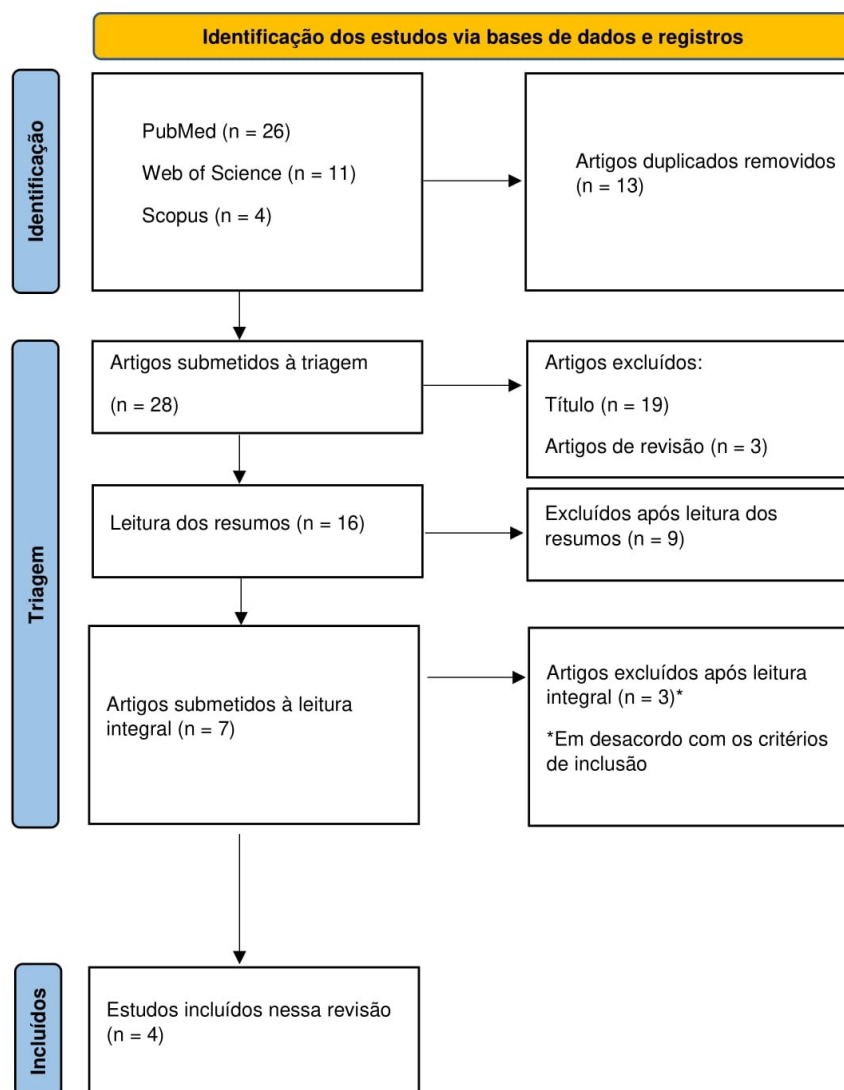 Identificação dos estudos via bases de dados e registros
Identificação
PubMed (n = 26)
Web of Science (n = 11)
Scopus (n = 4)
Artigos duplicados removidos
(n = 13)
Triagem
Artigos submetidos à triagem
(n = 28)
Artigos excluídos:
Título (n = 19)
Artigos de revisão (n = 3)
Leitura dos resumos (n = 16)
Excluídos após leitura dos
resumos (n = 9)
Artigos submetidos à leitura
integral (n = 7)
Artigos excluídos após leitura
integral (n = 3)*
*Em desacordo com os critérios
de inclusão
Incluídos
Estudos incluídos nessa revisão
(n = 4)